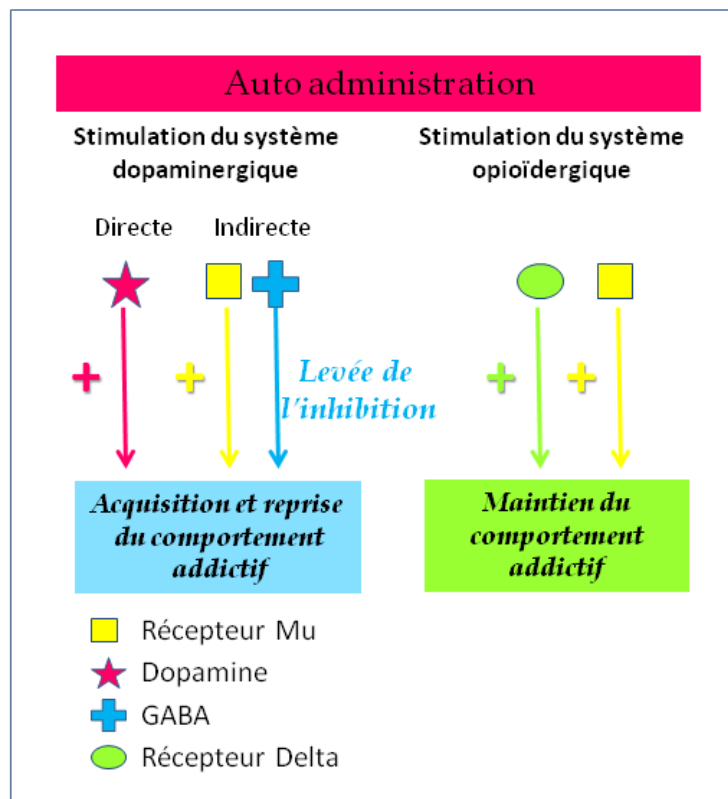 Auto administration
Stimulation du système
dopaminergique
Stimulation du système
opioïdergique
Directe
Indirecte
+
+
Levée de
l'inhibition
+
+
Acquisition et reprise
du comportement
addictif
Maintien du
comportement
addictif
Récepteur Mu
Dopamine
GABA
Récepteur Delta